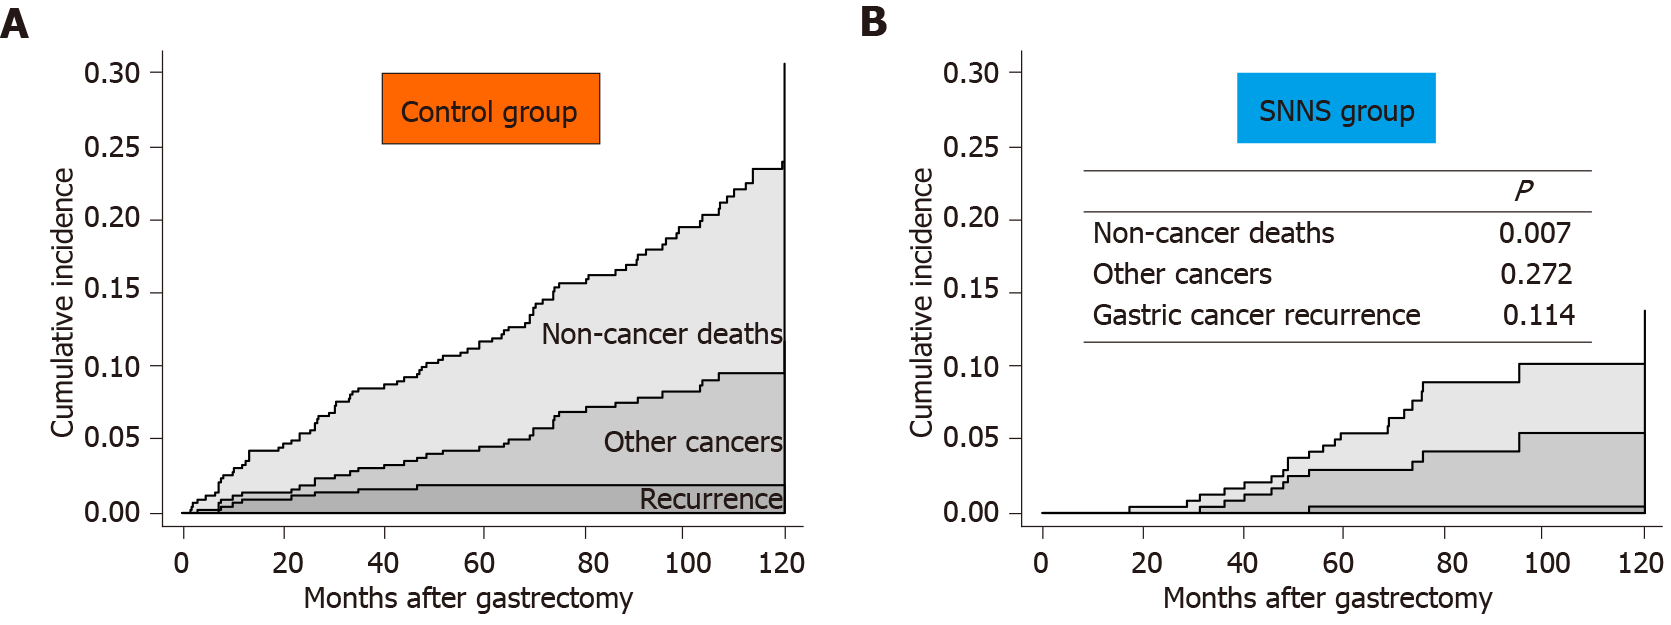 A
Control group
0.30
0.25
0.20
0.15
0.10
0.05
0.00
Cumulative incidence
Non-cancer deaths
Other cancers
Recurrence
0 20 40 60 80 100 120
Months after gastrectomy
B
SNNS group
0.30
0.25
0.20
0.15
0.10
0.05
0.00
Cumulative incidence
P
Non-cancer deaths 0.007
Other cancers 0.272
Gastric cancer recurrence 0.114
0 20 40 60 80 100 120
Months after gastrectomy